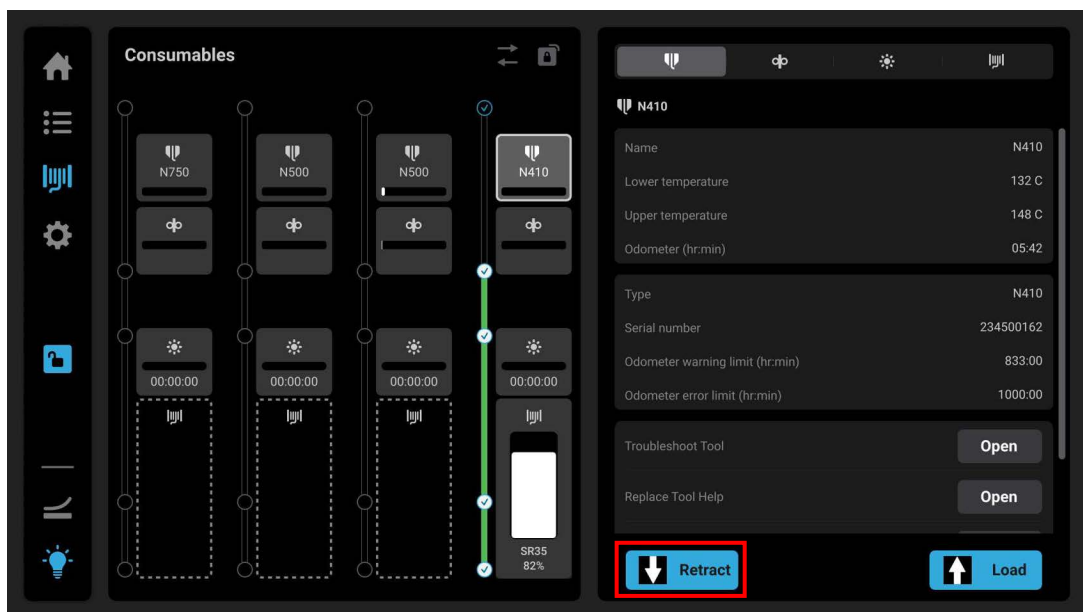 Consumables
N750
N500
N500
N410
00:00:00
00:00:00
00:00:00
00:00:00
SR35
82%
N410
Name N410
Lower temperature 132 C
Upper temperature 148 C
Odometer (hr:min) 05:42
Type N410
Serial number 234500162
Odometer warning limit (hr:min) 833:00
Odometer error limit (hr:min) 1000:00
Troubleshoot Tool Open
Replace Tool Help Open
Retract
Load